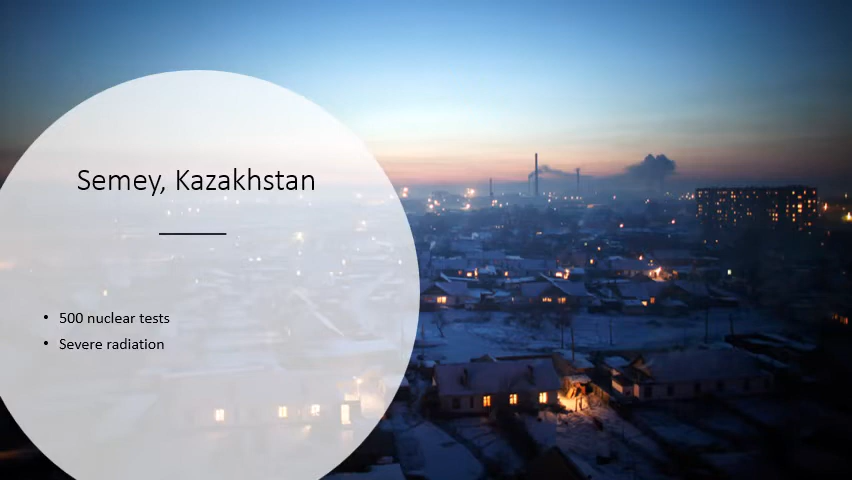 Semey, Kazakhstan
• 500 nuclear tests
• Severe radiation